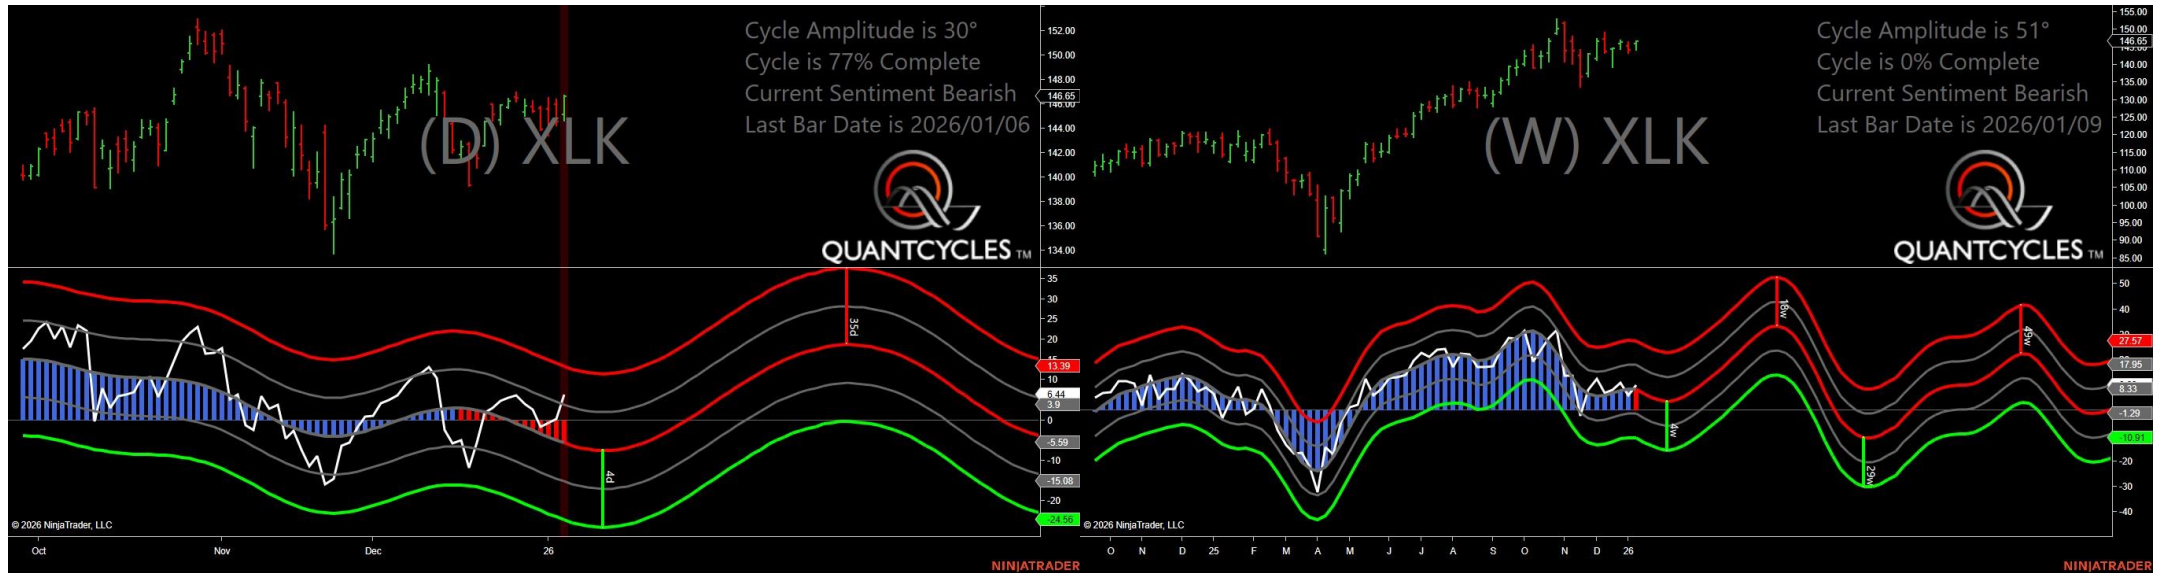 Cycle Amplitude is 30°
Cycle is 77% Complete
Current Sentiment Bearish
Last Bar Date is 2026/01/06
(D) XLK
QUANTCYCLES TM
152.00
150.00
148.00
146.65
146.00
144.00
142.00
140.00
138.00
136.00
134.00
35
30
25
20
15
13.39
10
6.44
3.9
0
-5.59
-10
-15.08
-20
-24.56
35d
4d
© 2026 NinjaTrader, LLC
Oct Nov Dec 26
NINJATRADER
Cycle Amplitude is 51°
Cycle is 0% Complete
Current Sentiment Bearish
Last Bar Date is 2026/01/09
(W) XLK
QUANTCYCLES TM
155.00
150.00
146.65
145.00
140.00
135.00
130.00
125.00
120.00
115.00
110.00
105.00
100.00
95.00
90.00
85.00
50
40
27.57
17.95
8.33
-1.29
-10.91
-20
-30
-40
18w
49w
4w
29w
© 2026 NinjaTrader, LLC
O N D 25 F M A M J J A S O N D 26
NINJATRADER